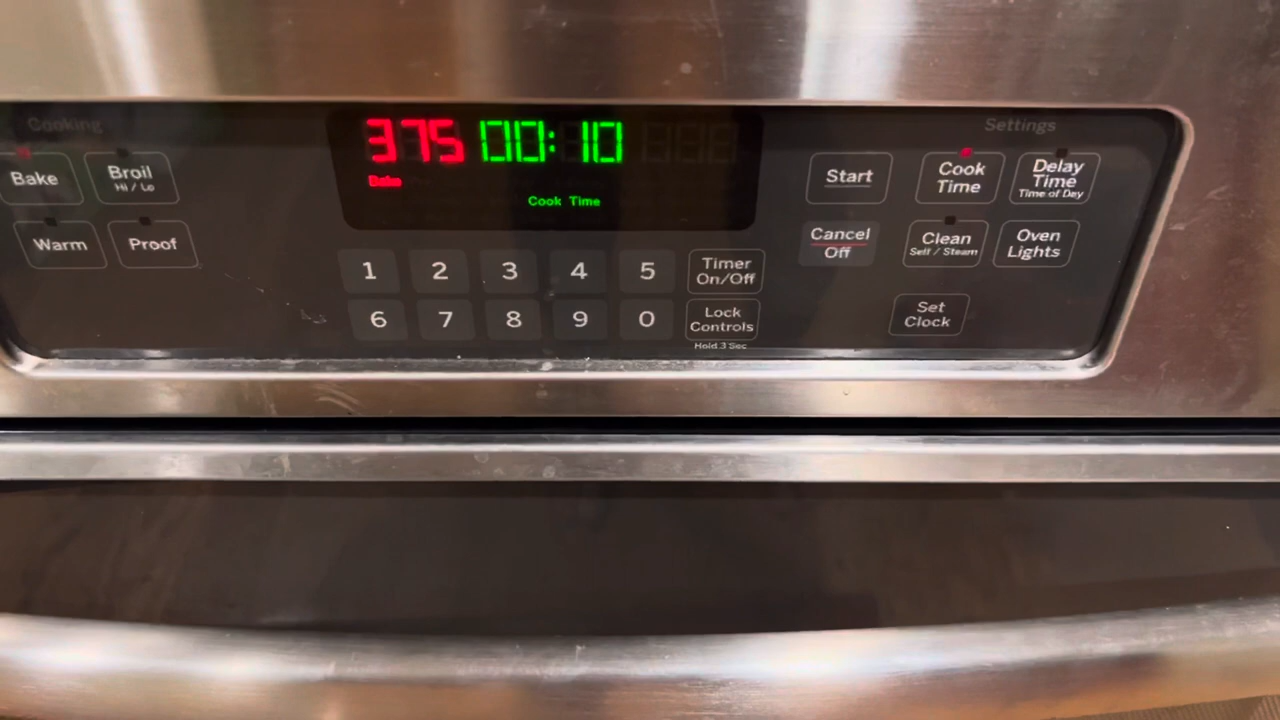 Cooking
Settings
375 00:10
Bake
Cook Time
Bake
Broil
Hi / Lo
Warm
Proof
1 2 3 4 5
6 7 8 9 0
Timer
On/Off
Lock
Controls
Hold 3 Sec
Start
Cancel
Off
Cook
Time
Delay
Time
Time of Day
Clean
Self / Steam
Oven
Lights
Set
Clock